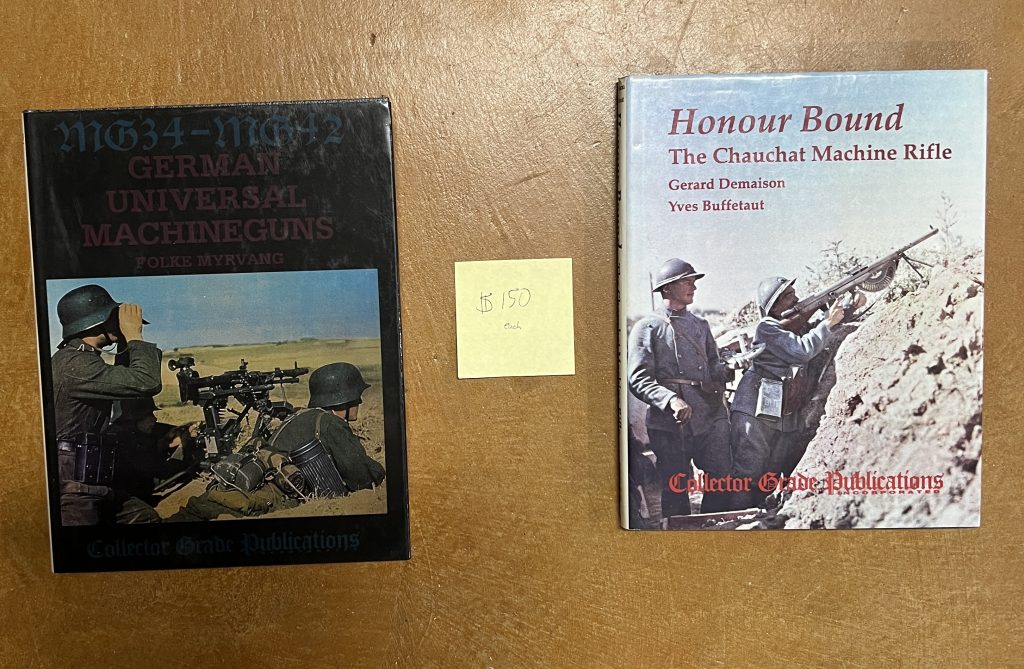 MG34–MG42
GERMAN
UNIVERSAL
MACHINEGUNS
FOLKE MYRVANG
Collector Grade Publications
$150
each
Honour Bound
The Chauchat Machine Rifle
Gerard Demaison
Yves Buffetaut
Collector Grade Publications
INCORPORATED